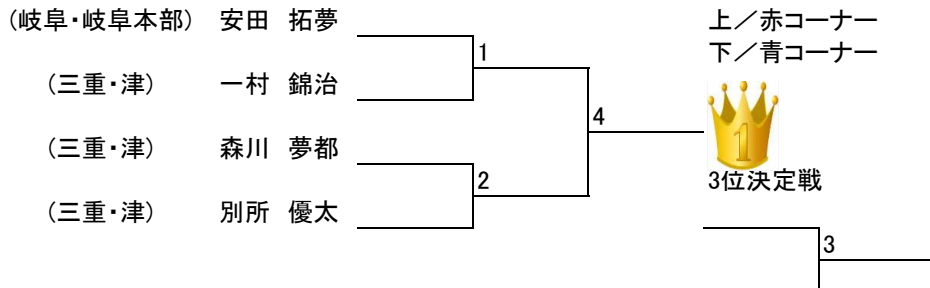 (岐阜・岐阜本部) 安田 拓夢
上／赤コーナー
下／青コーナー
1
(三重・津) 一村 錦治
4
1
(三重・津) 森川 夢都
2
3位決定戦
(三重・津) 別所 優太
3